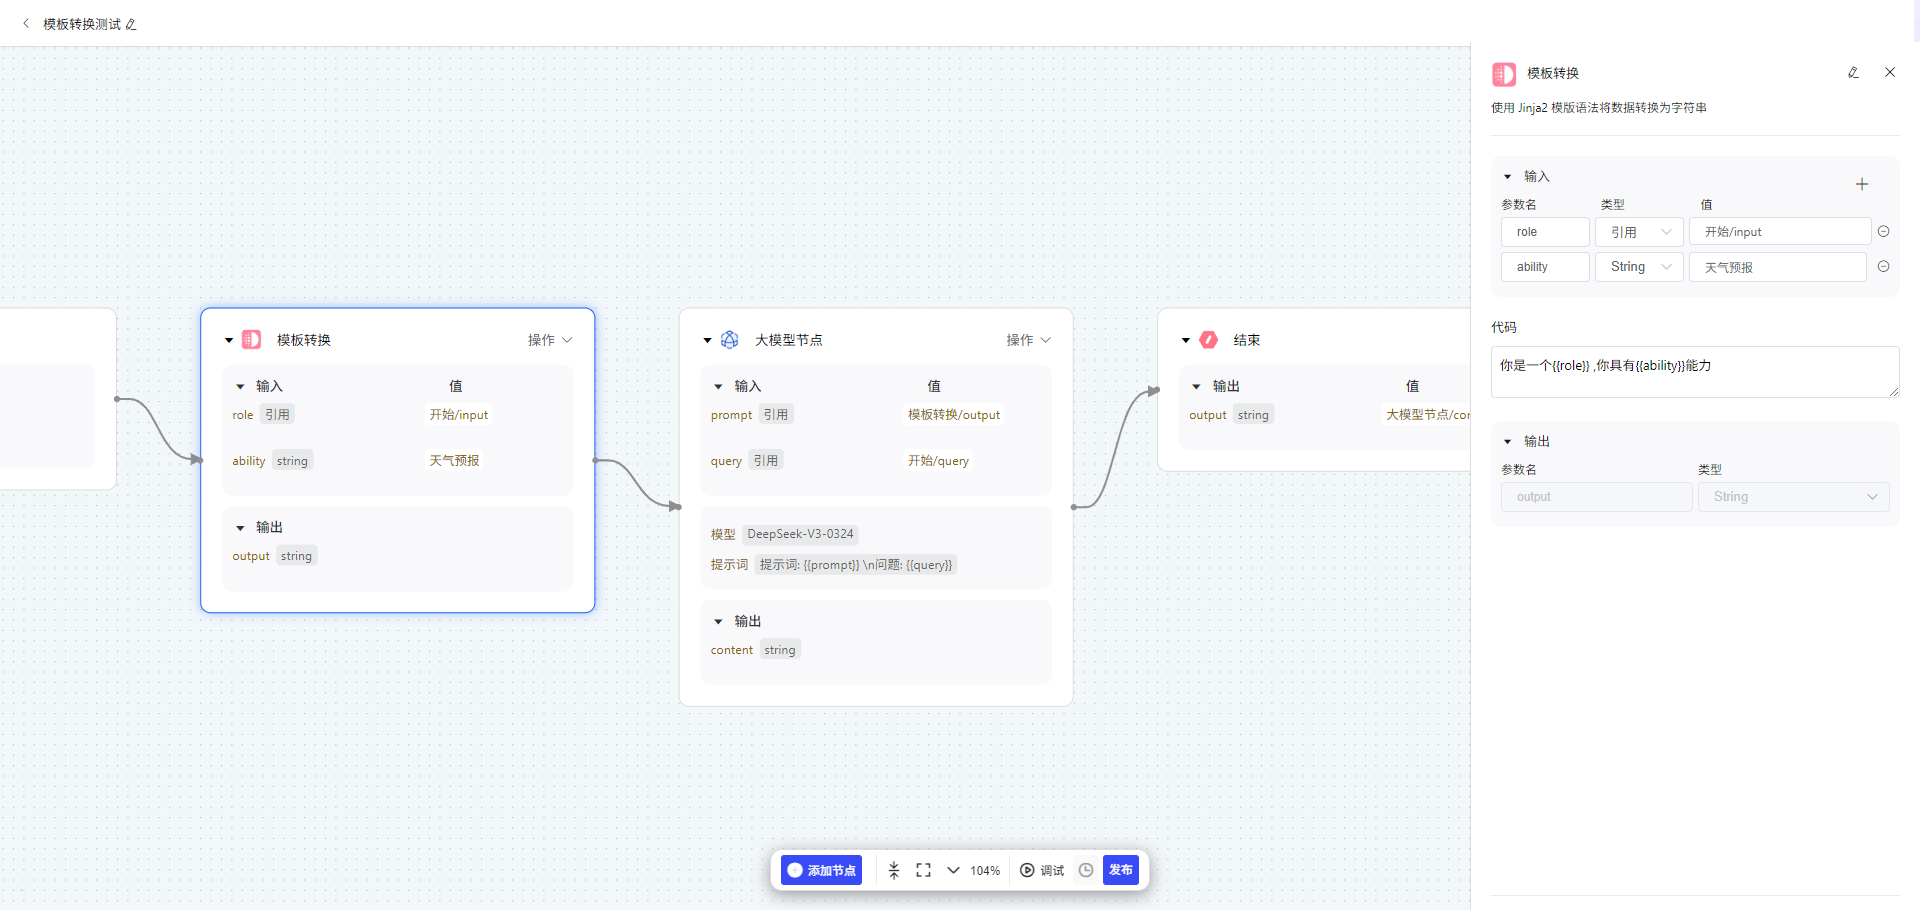 模板转换测试
模板转换
操作
输入
值
role 引用
开始/input
ability string
天气预报
输出
output string
大模型节点
操作
输入
值
prompt 引用
模板转换/output
query 引用
开始/query
模型 DeepSeek-V3-0324
提示词 提示词: {{prompt}} \n问题: {{query}}
输出
content string
结束
输出
值
output string
大模型节点/cor
添加节点
104%
调试
发布
模板转换
使用 Jinja2 模版语法将数据转换为字符串
输入
参数名 类型 值
role 引用 开始/input
ability String 天气预报
代码
你是一个{{role}} ,你具有{{ability}}能力
输出
参数名 类型
output String